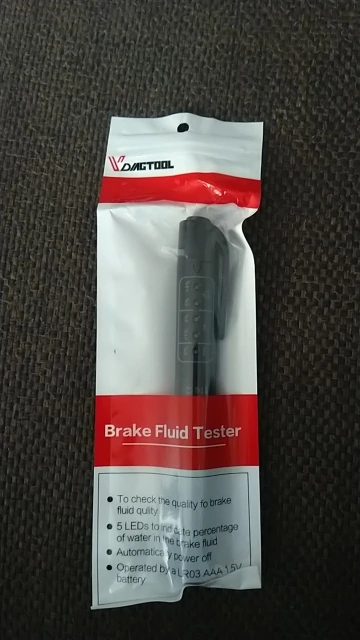 VDIAGTOOL
Brake Fluid Tester
To check the quality fo brake
fluid qulity
5 LEDs to indicate percentage
of water in the brake fluid
Automatically power off
Operated by a LR03 AAA 1.5V
battery